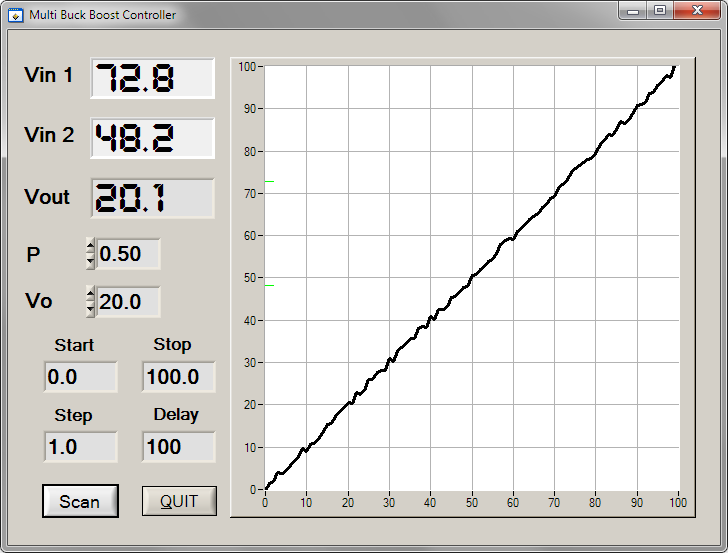 Multi Buck Boost Controller
Vin 1 72.8
Vin 2 48.2
Vout 20.1
P 0.50
Vo 20.0
Start Stop
0.0 100.0
Step Delay
1.0 100
Scan QUIT
100
90
80
70
60
50
40
30
20
10
0
0 10 20 30 40 50 60 70 80 90 100